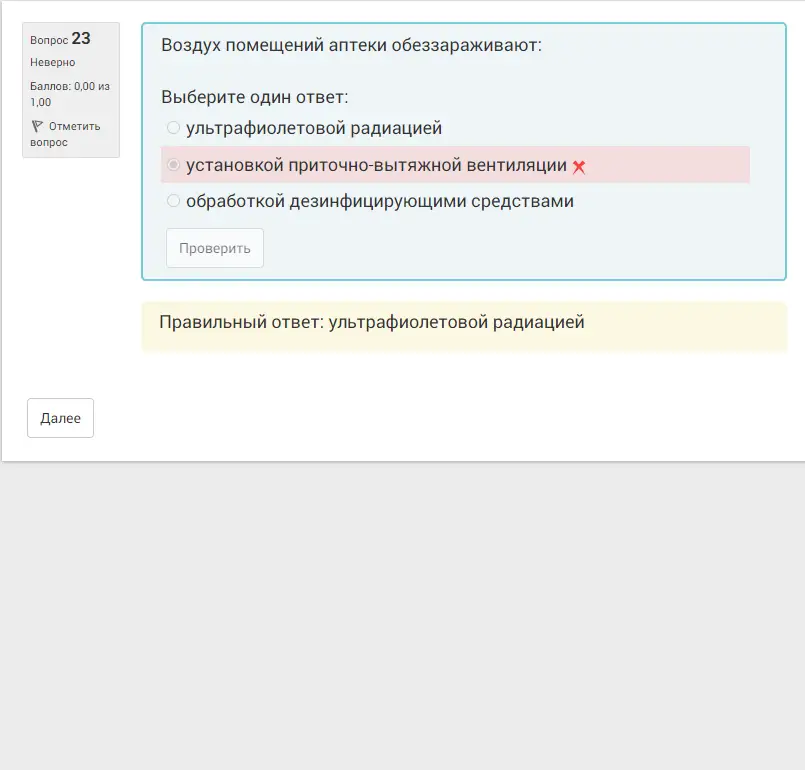 Вопрос 23
Неверно
Баллов: 0,00 из
1,00
Отметить
вопрос
Воздух помещений аптеки обеззараживают:
Выберите один ответ:
ультрафиолетовой радиацией
установкой приточно-вытяжной вентиляции
обработкой дезинфицирующими средствами
Проверить
Правильный ответ: ультрафиолетовой радиацией
Далее